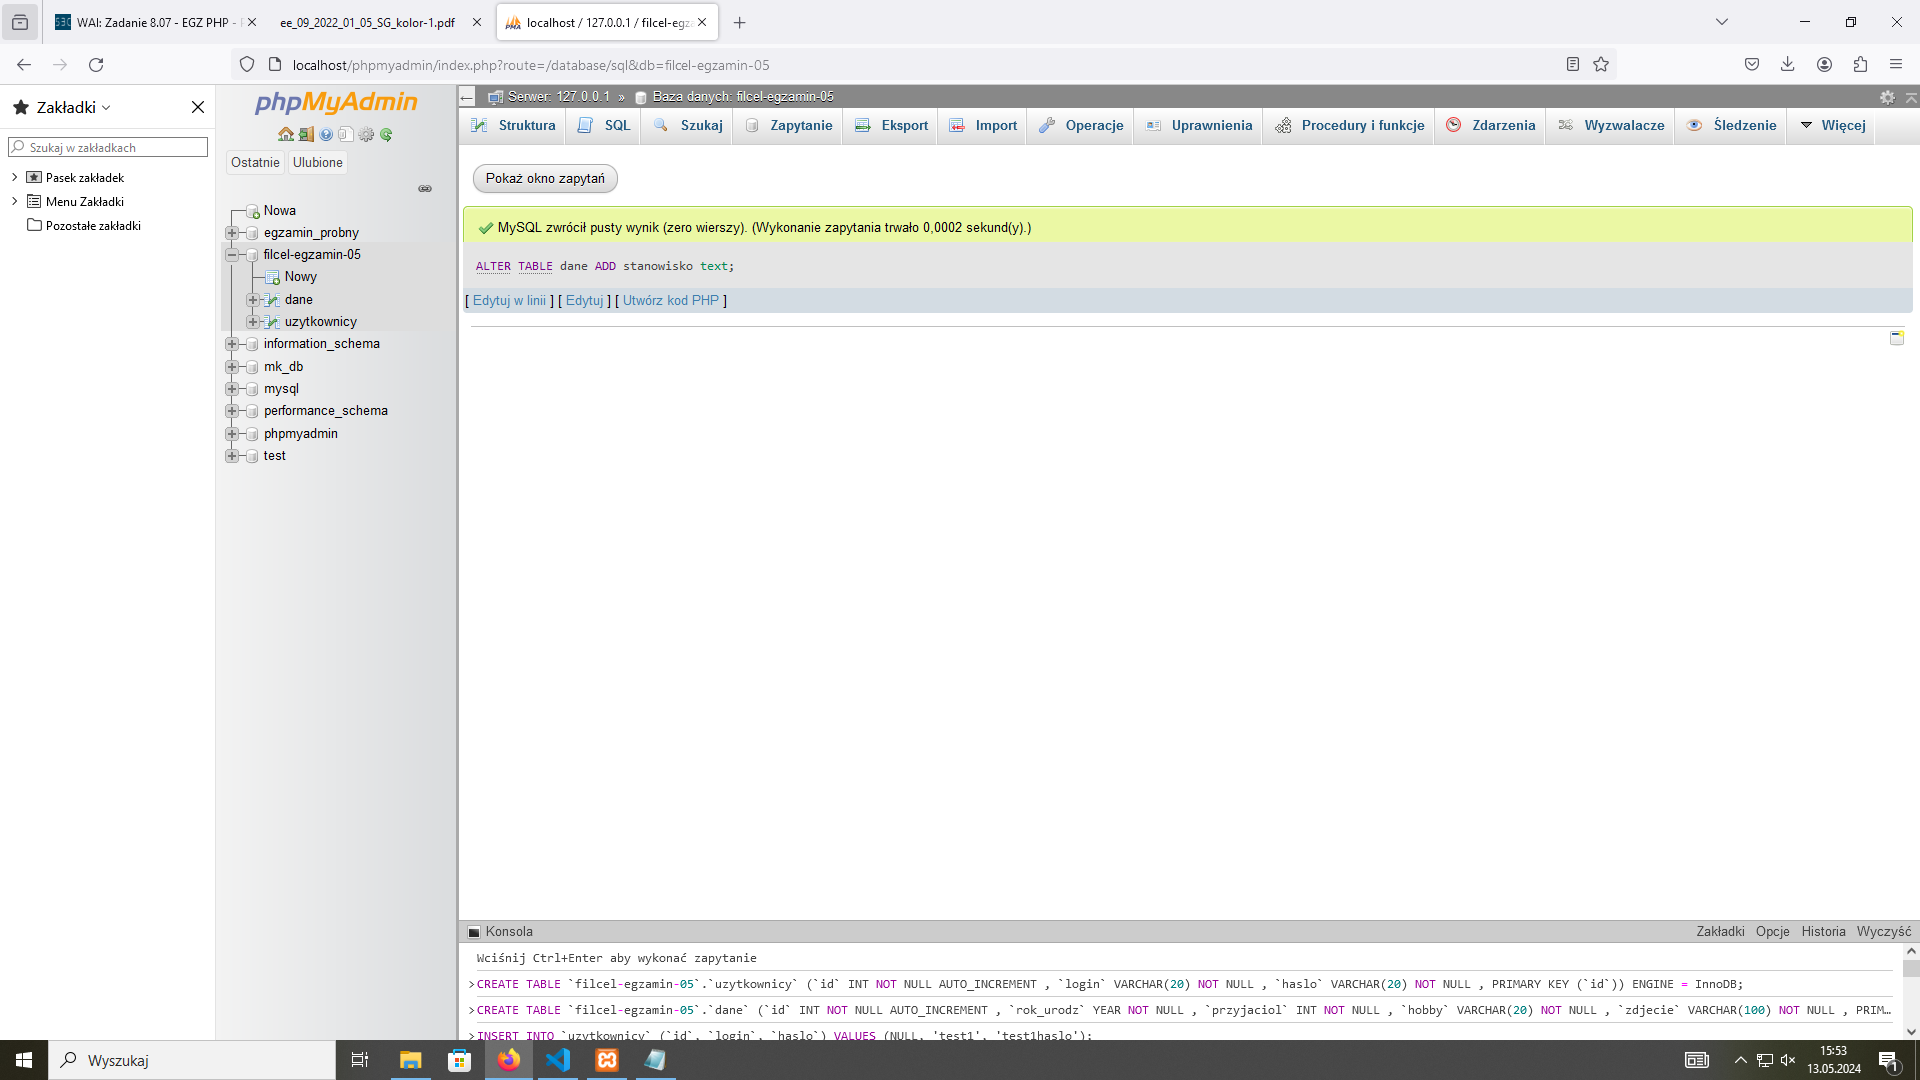 WAI: Zadanie 8.07 - EGZ PHP -
ee_09_2022_01_05_SG_kolor-1.pdf
localhost / 127.0.0.1 / filcel-egz
localhost/phpmyadmin/index.php?route=/database/sql&db=filcel-egzamin-05
Zakładki
Szukaj w zakładkach
Pasek zakładek
Menu Zakładki
Pozostałe zakładki
phpMyAdmin
Ostatnie Ulubione
Nowa
egzamin_probny
filcel-egzamin-05
Nowy
dane
uzytkownicy
information_schema
mk_db
mysql
performance_schema
phpmyadmin
test
Serwer: 127.0.0.1 » Baza danych: filcel-egzamin-05
Struktura SQL Szukaj Zapytanie Eksport Import Operacje Uprawnienia Procedury i funkcje Zdarzenia Wyzwalacze Śledzenie Więcej
Pokaż okno zapytań
MySQL zwrócił pusty wynik (zero wierszy). (Wykonanie zapytania trwało 0,0002 sekund(y).)
ALTER TABLE dane ADD stanowisko text;
[ Edytuj w linii ] [ Edytuj ] [ Utwórz kod PHP ]
Konsola
Zakładki Opcje Historia Wyczyść
Wciśnij Ctrl+Enter aby wykonać zapytanie
>CREATE TABLE `filcel-egzamin-05`.`uzytkownicy` (`id` INT NOT NULL AUTO_INCREMENT , `login` VARCHAR(20) NOT NULL , `haslo` VARCHAR(20) NOT NULL , PRIMARY KEY (`id`)) ENGINE = InnoDB;
>CREATE TABLE `filcel-egzamin-05`.`dane` (`id` INT NOT NULL AUTO_INCREMENT , `rok_urodz` YEAR NOT NULL , `przyjaciol` INT NOT NULL , `hobby` VARCHAR(20) NOT NULL , `zdjecie` VARCHAR(100) NOT NULL , PRIM…
>INSERT INTO `uzytkownicy` (`id`, `login`, `haslo`) VALUES (NULL, 'test1', 'test1haslo');
Wyszukaj
15:53
13.05.2024
1